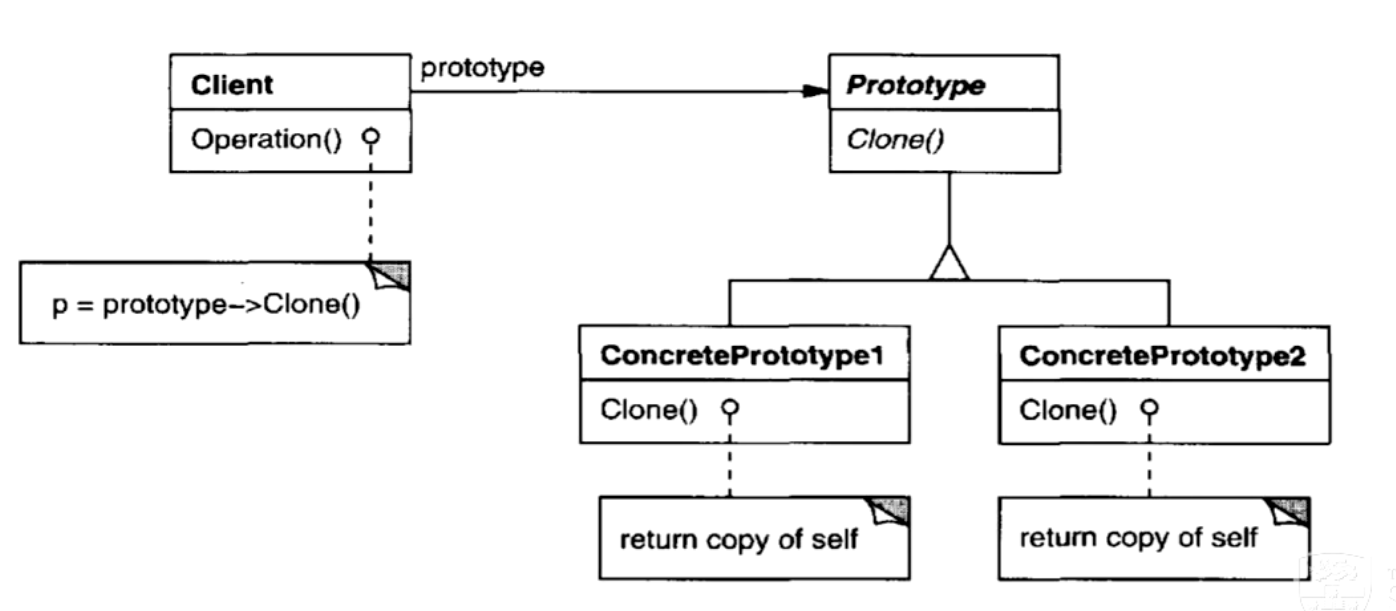 prototype
Client
Prototype
Operation()
Clone()
p = prototype–>Clone()
ConcretePrototype1
ConcretePrototype2
Clone()
Clone()
return copy of self
return copy of self